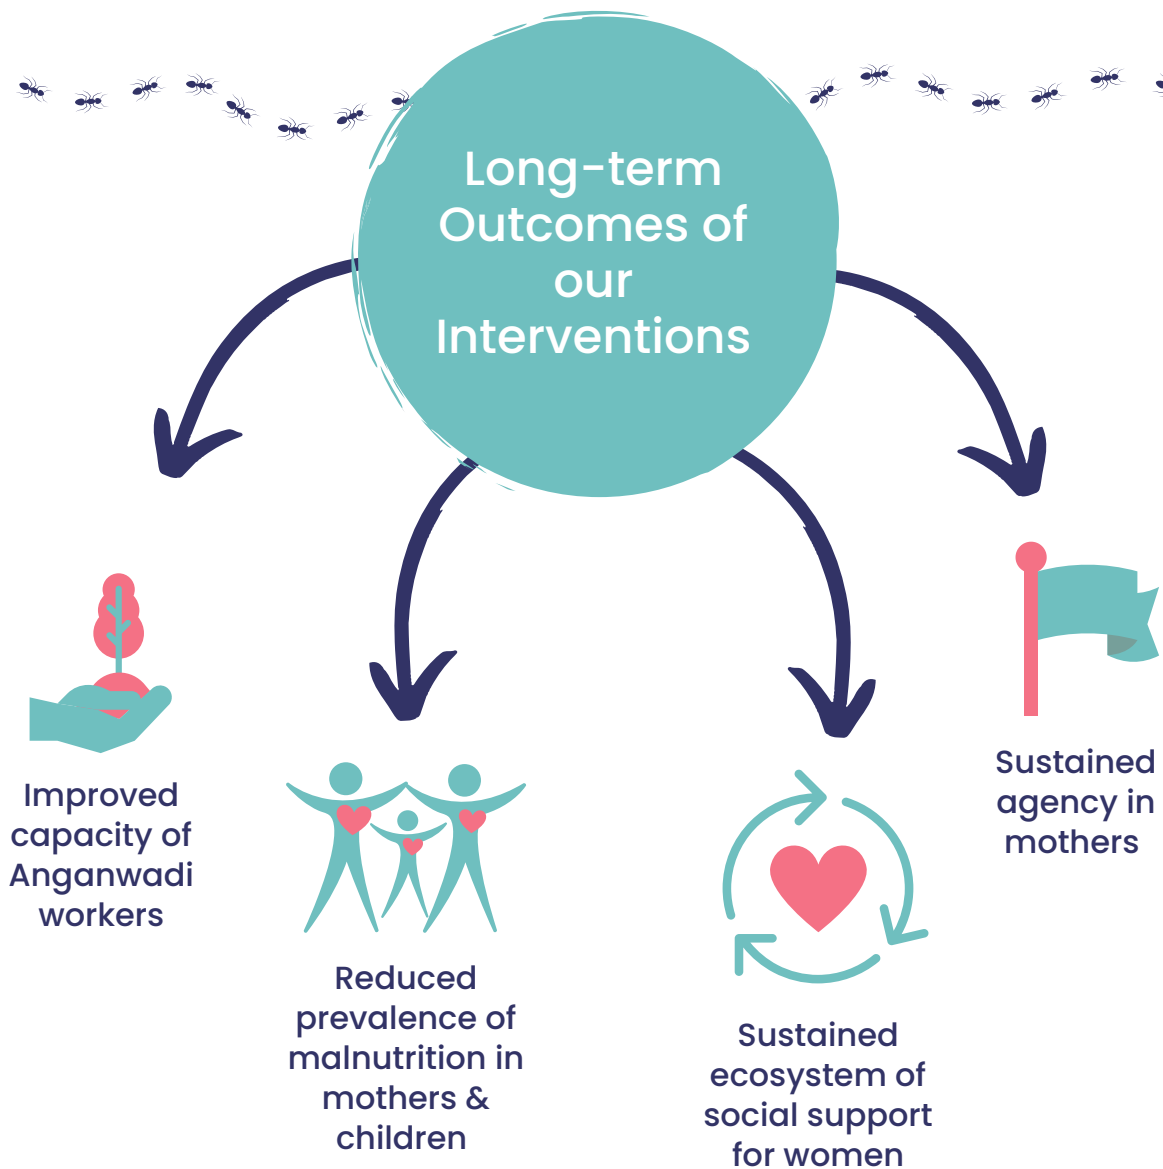 Long-term
Outcomes of
our
Interventions
Improved
capacity of
Anganwadi
workers
Reduced
prevalence of
malnutrition in
mothers &
children
Sustained
ecosystem of
social support
for women
Sustained
agency in
mothers